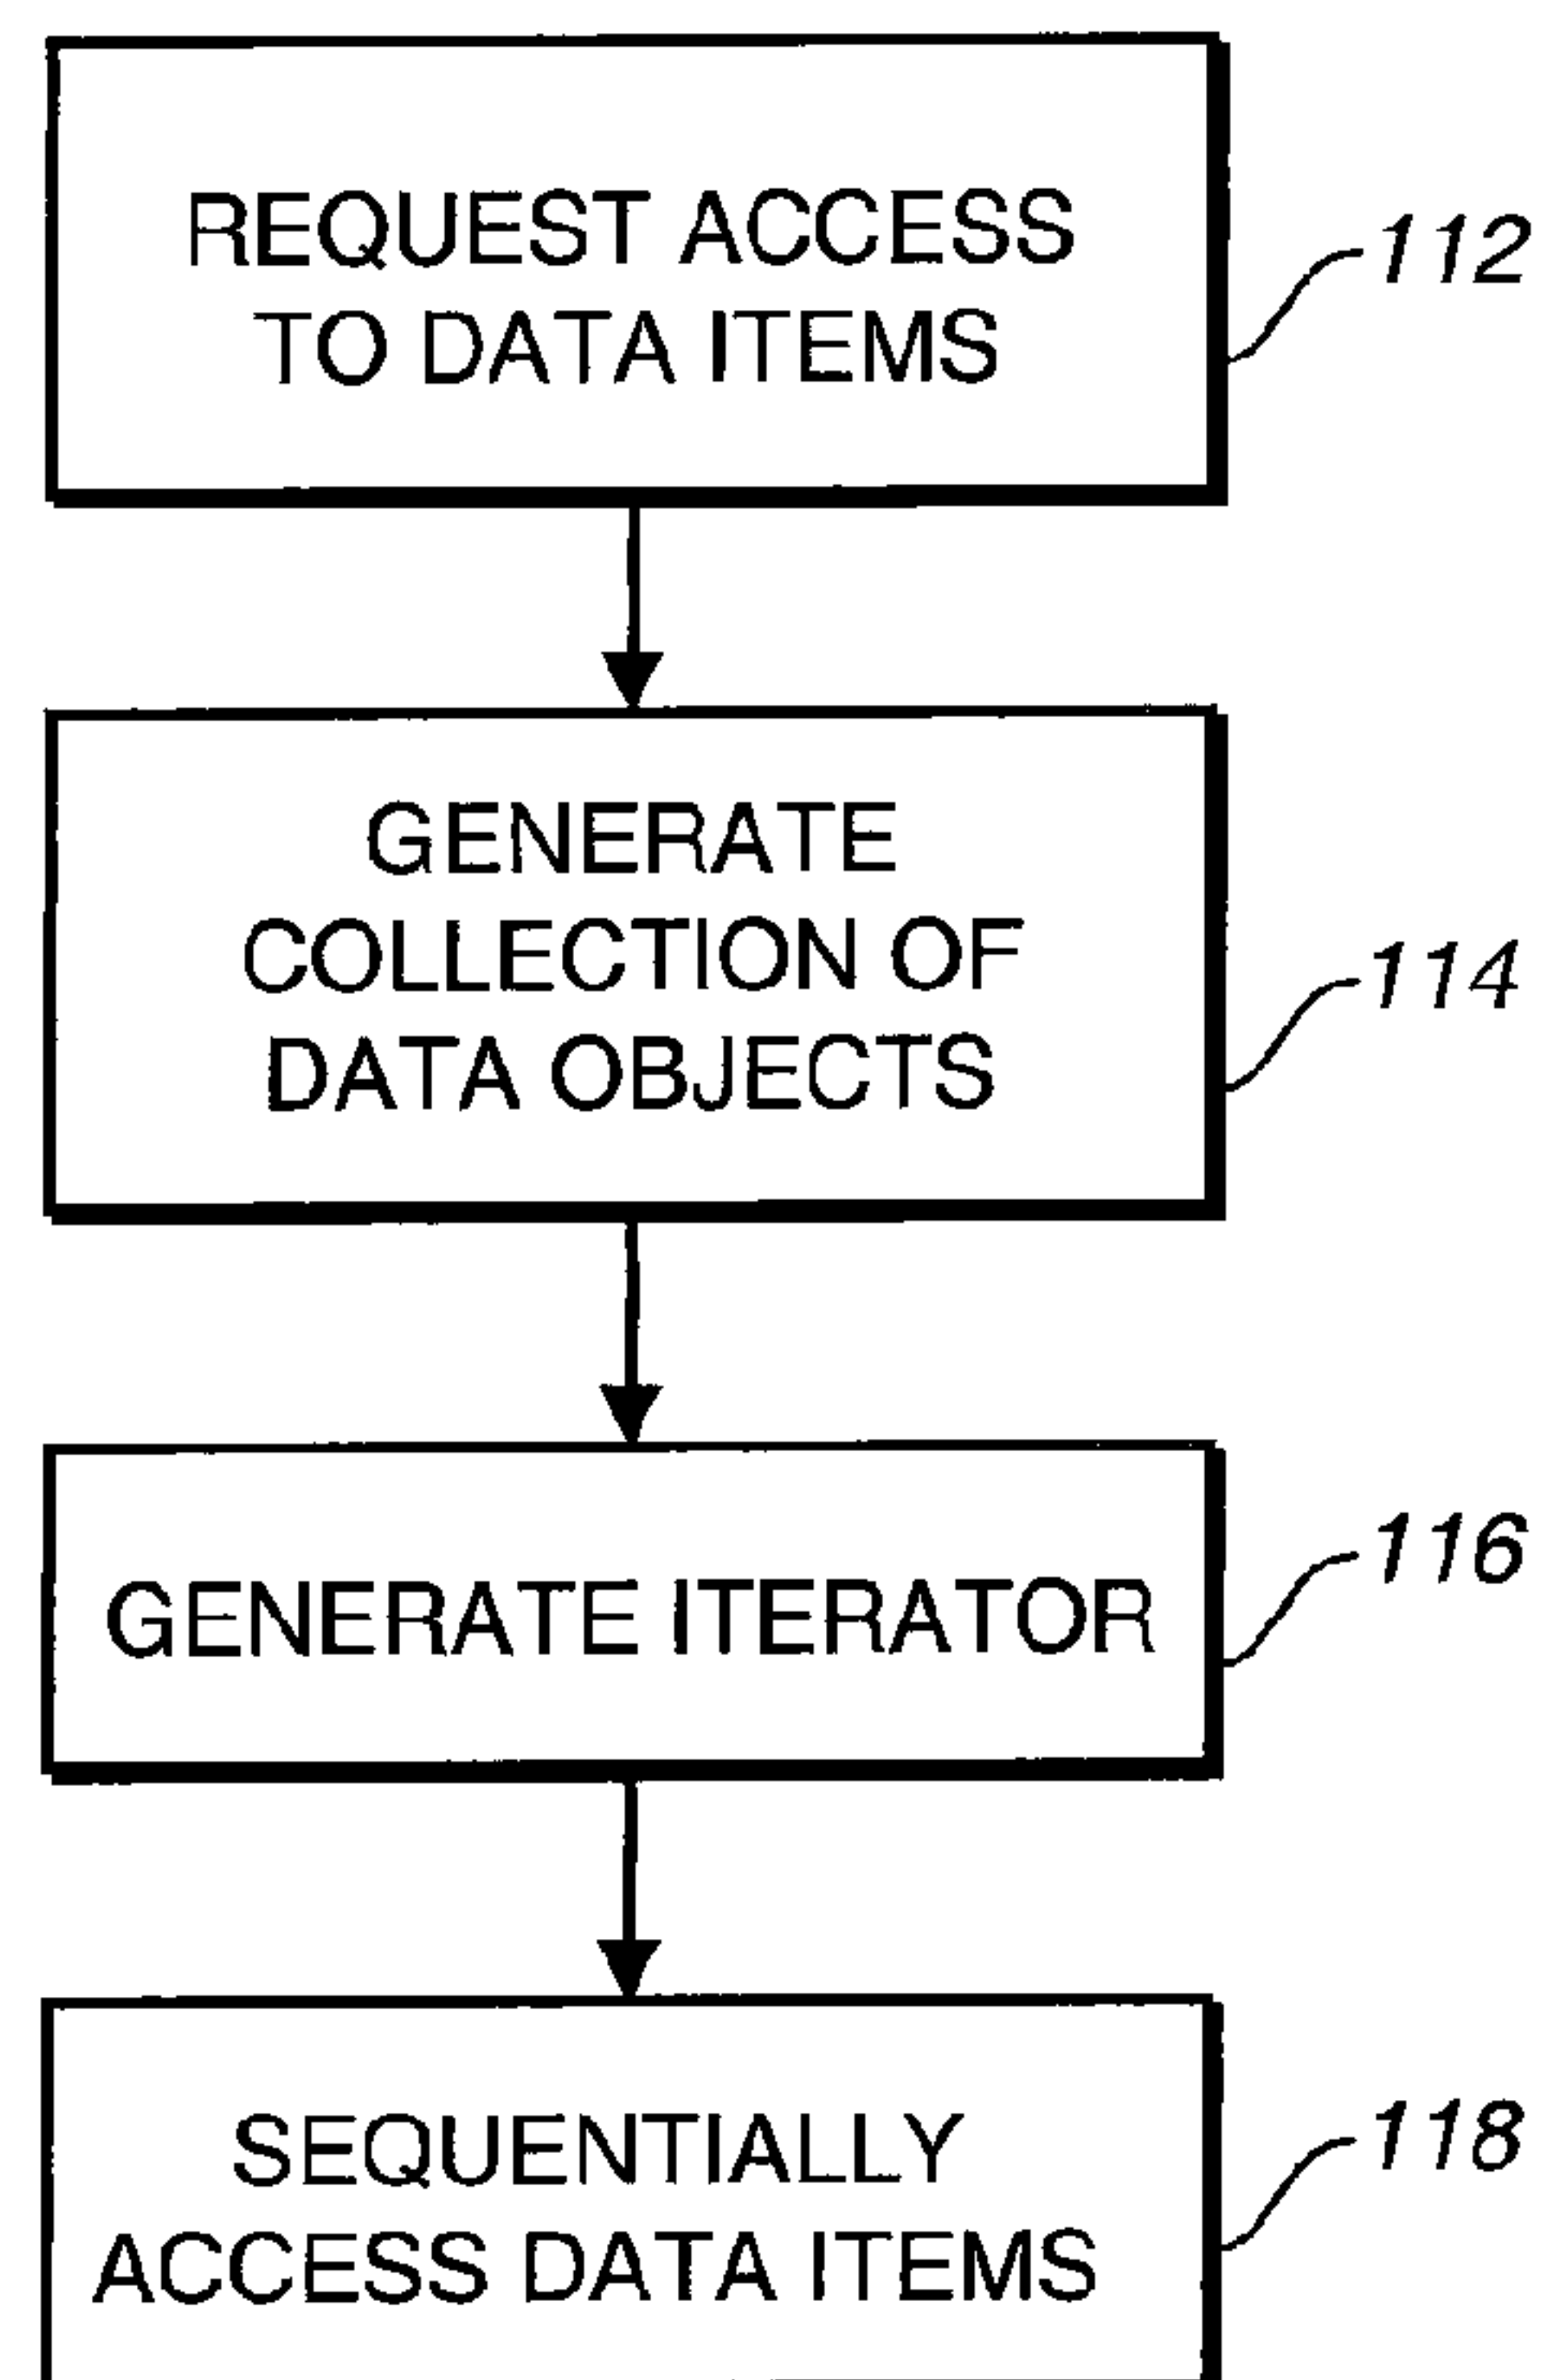 REQUEST ACCESS
TO DATA ITEMS
112
GENERATE
COLLECTION OF
DATA OBJECTS
114
GENERATE ITERATOR
116
SEQUENTIALLY
ACCESS DATA ITEMS
118